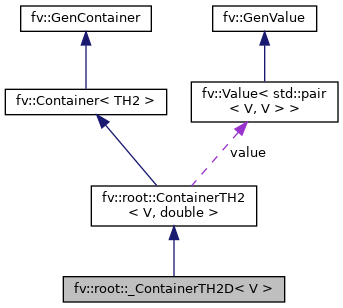 fv::GenContainer
fv::GenValue
fv::Container< TH2 >
fv::Value< std::pair
< V, V > >
value
fv::root::ContainerTH2
< V, double >
fv::root::_ContainerTH2D< V >